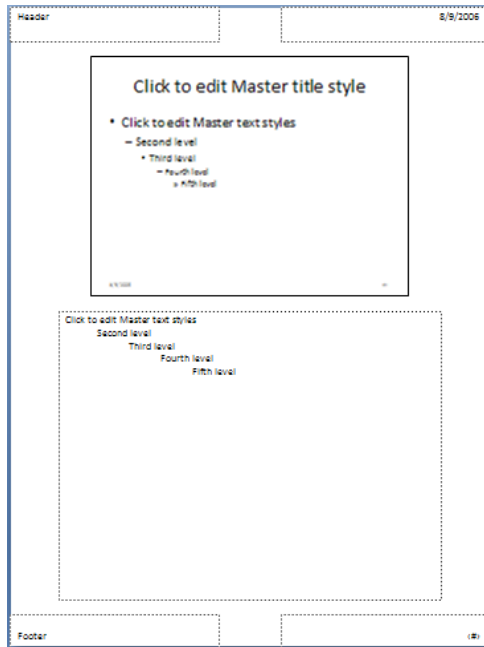 Header
8/9/2006
Click to edit Master title style
• Click to edit Master text styles
– Second level
• Third level
– Fourth level
» Fifth level
Click to edit Master text styles
Second level
Third level
Fourth level
Fifth level
Footer
‹#›